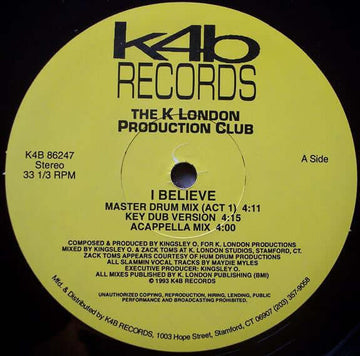 k4b
RECORDS
THE K LONDON
PRODUCTION CLUB
K4B 86247
Stereo
33 1/3 RPM
A Side
I BELIEVE
MASTER DRUM MIX (ACT 1) 4:11
KEY DUB VERSION 4:15
ACAPPELLA MIX 4:00
COMPOSED & PRODUCED BY KINGSLEY O. FOR K. LONDON PRODUCTIONS
MIXED BY KINGSLEY O. & ZACK TOMS AT K. LONDON STUDIOS, STAMFORD, CT.
ZACK TOMS APPEARS COURTESY OF HUM DRUM PRODUCTIONS
ALL SLAMMIN VOCAL TRACKS BY MAYDIE MYLES
EXECUTIVE PRODUCER: KINGSLEY O.
ALL MIXES PUBLISHED BY K. LONDON PUBLISHING (BMI)
© 1993 K4B RECORDS
UNAUTHORIZED COPYING, REPRODUCTION, HIRING, LENDING, PUBLIC
PERFORMANCE AND BROADCASTING PROHIBITED.
Mfd. & Distributed by K4B RECORDS, 1003 Hope Street, Stamford, CT 06907 (203) 357-9058